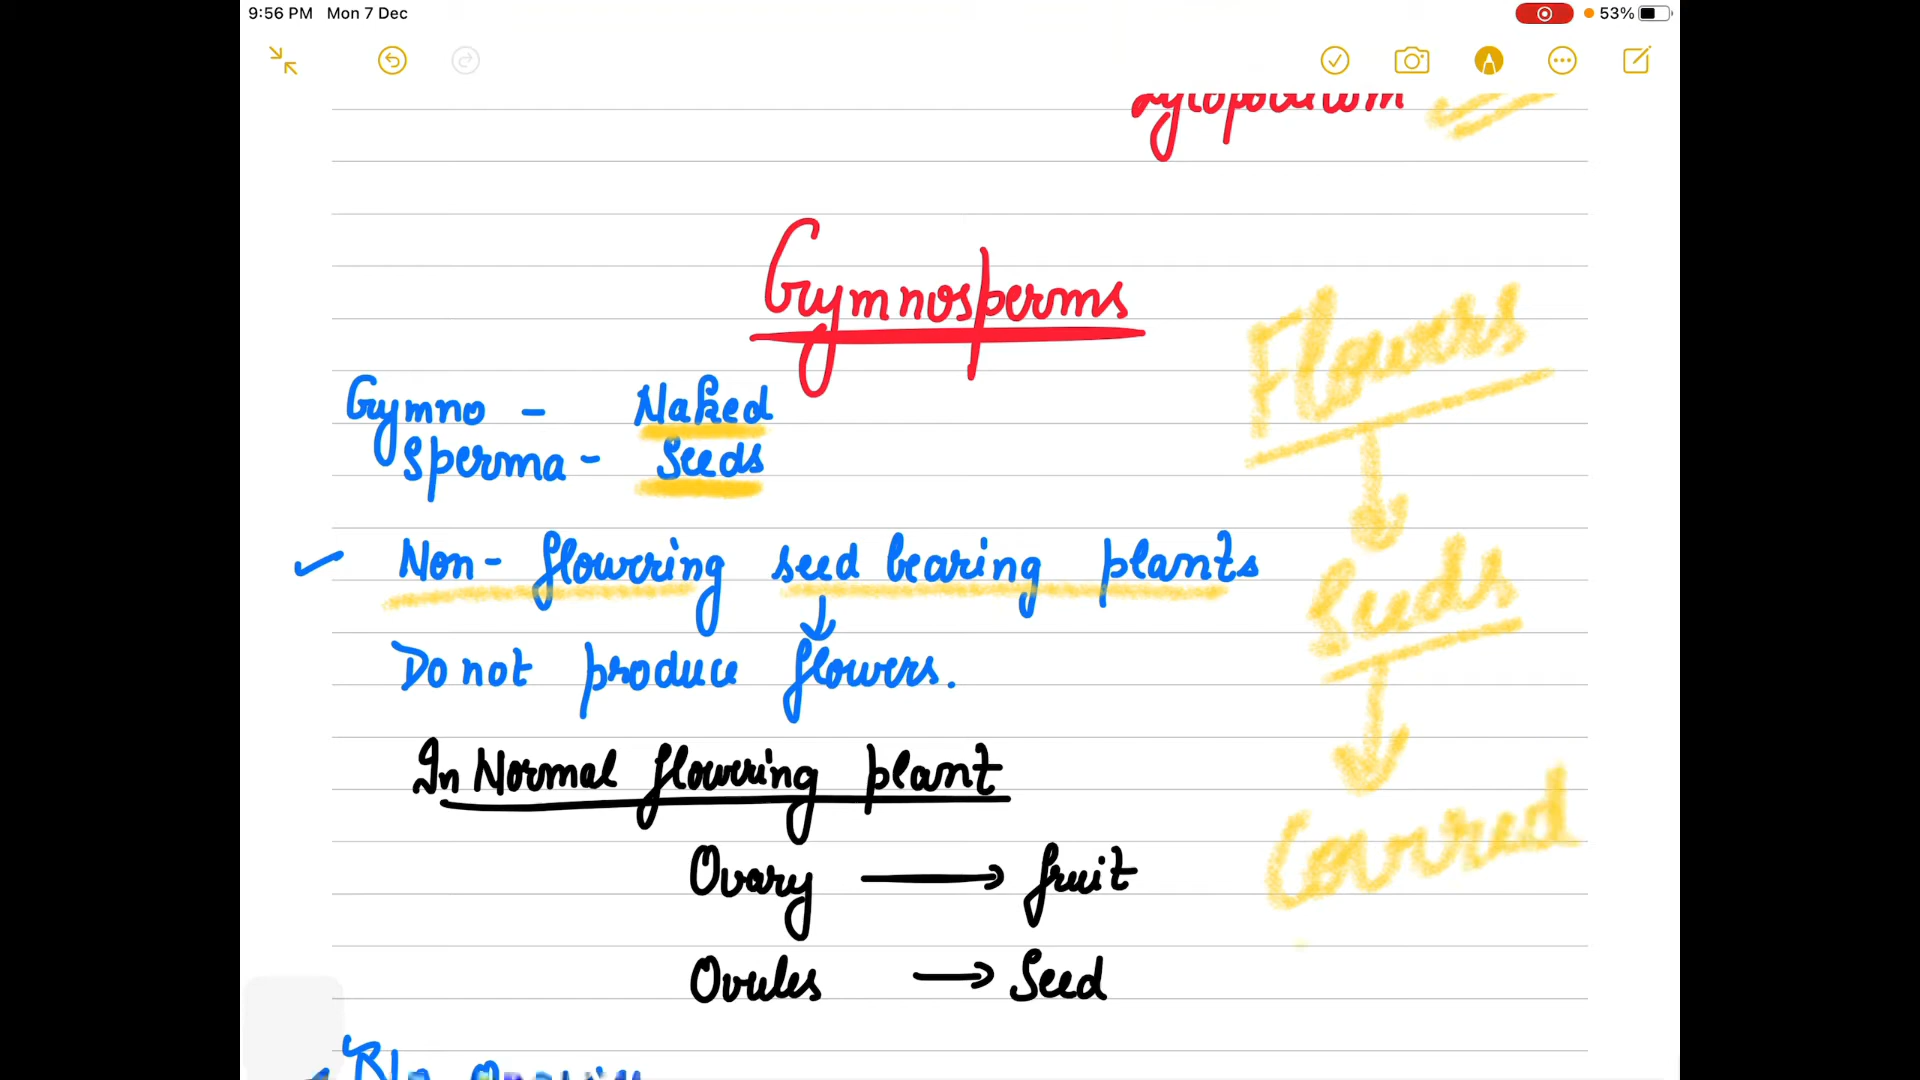 9:56 PM Mon 7 Dec
53%
Gymnosperms
Flowers
Gymno - Naked
Sperma - Seeds
Non-flowering seed bearing plants
Seeds
Do not produce flowers.
In Normal flowering plant
Covered
Ovary → fruit
Ovules → Seed